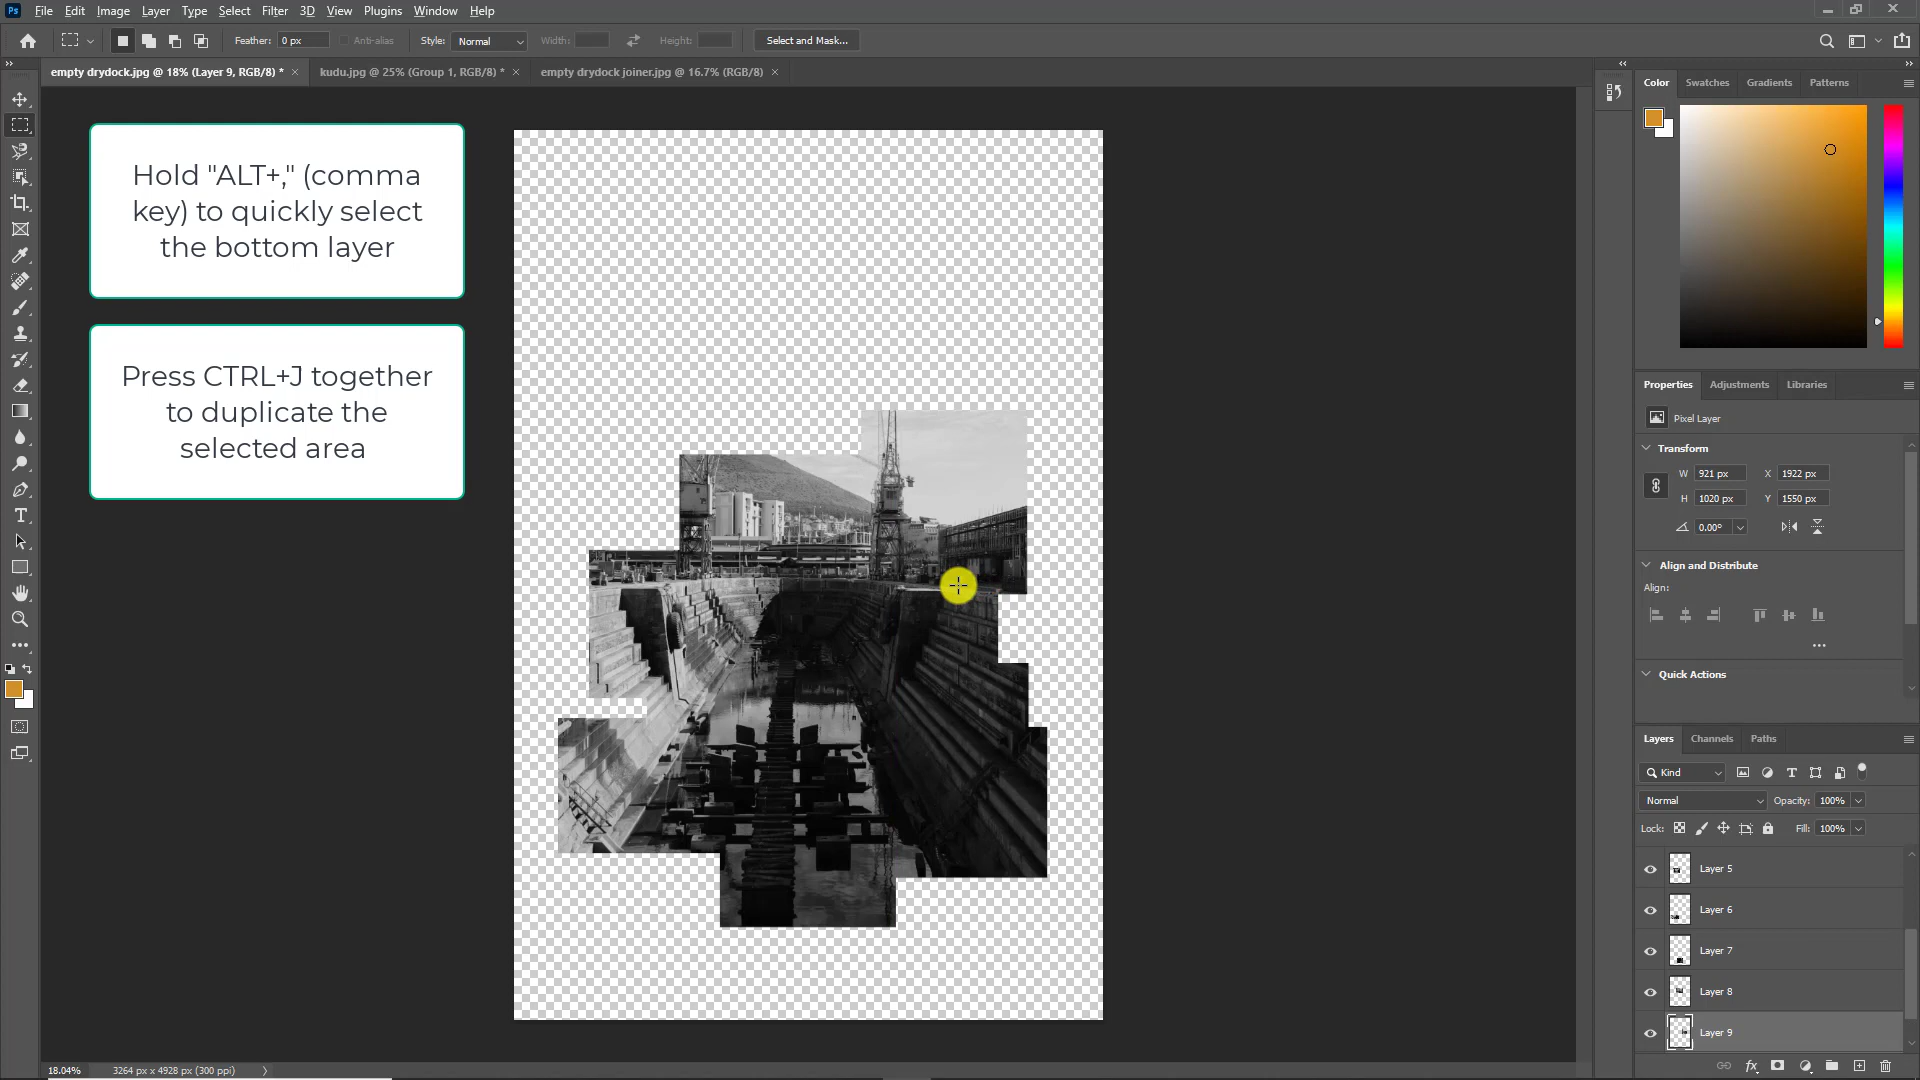 Ps File Edit Image Layer Type Select Filter 3D View Plugins Window Help
Feather: 0 px Anti-alias Style: Normal Width: Height: Select and Mask...
empty drydock.jpg @ 18% (Layer 9, RGB/8) * × kudu.jpg @ 25% (Group 1, RGB/8) * × empty drydock joiner.jpg @ 16.7% (RGB/8) ×
Hold "ALT+," (comma
key) to quickly select
the bottom layer
Press CTRL+J together
to duplicate the
selected area
Color Swatches Gradients Patterns
Properties Adjustments Libraries
Pixel Layer
Transform
W 921 px X 1922 px
H 1020 px Y 1550 px
0.00°
Align and Distribute
Align:
Quick Actions
Layers Channels Paths
Kind
Normal Opacity: 100%
Lock: Fill: 100%
Layer 5
Layer 6
Layer 7
Layer 8
Layer 9
fx
18.04% 3264 px x 4928 px (300 ppi)